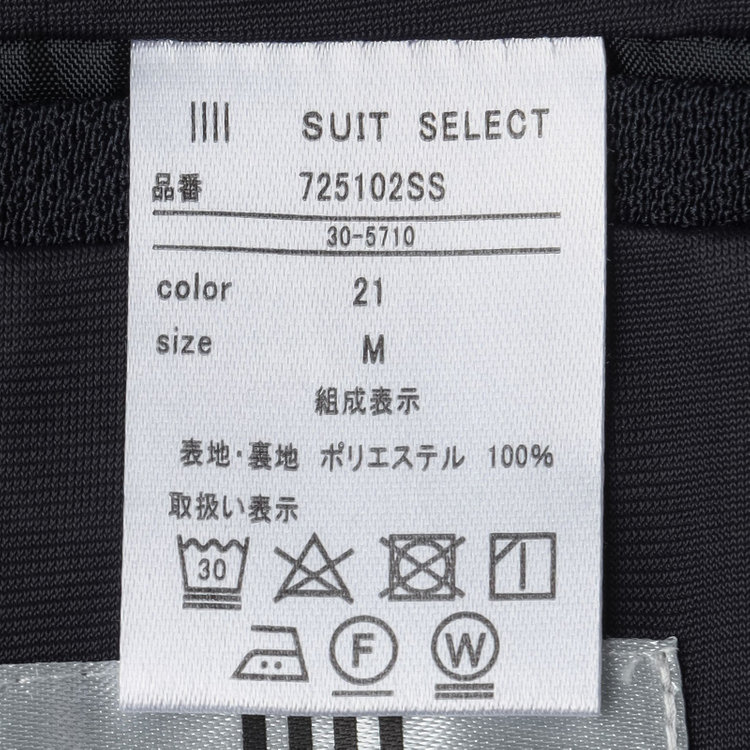 SUIT SELECT
品番 725102SS
30-5710
color 21
size M
組成表示
表地・裏地 ポリエステル 100%
取扱い表示
30
F W